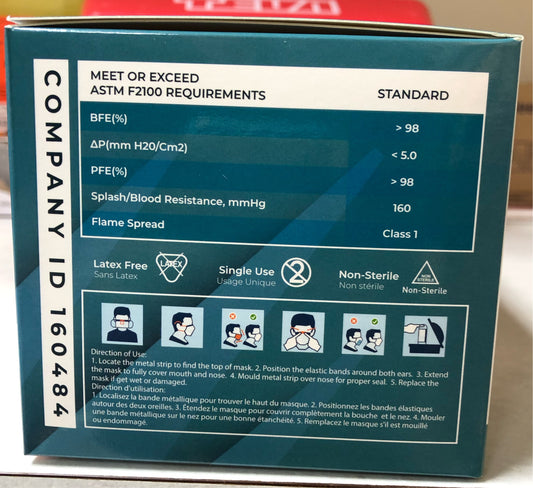 COMPANY ID 160484
MEET OR EXCEED
ASTM F2100 REQUIREMENTS
STANDARD
BFE(%)
> 98
ΔP(mm H20/Cm2)
< 5.0
PFE(%)
> 98
Splash/Blood Resistance, mmHg
160
Flame Spread
Class 1
Latex Free
Sans Latex
LATEX
Single Use
Usage Unique
2
Non-Sterile
Non stérile
NON
STERILE
Non-Sterile
Direction of Use:
1. Locate the metal strip to find the top of mask. 2. Position the elastic bands around both ears. 3. Extend
the mask to fully cover mouth and nose. 4. Mould metal strip over nose for proper seal. 5. Replace the
mask if get wet or damaged.
Direction d'utilisation:
1. Localisez la bande métallique pour trouver le haut du masque. 2. Positionnez les bandes élastiques
autour des deux oreilles. 3. Étendez le masque pour couvrir complètement la bouche et le nez. 4. Mouler
une bande métallique sur le nez pour une bonne étanchéité. 5. Remplacez le masque s'il est mouillé
ou endommagé.